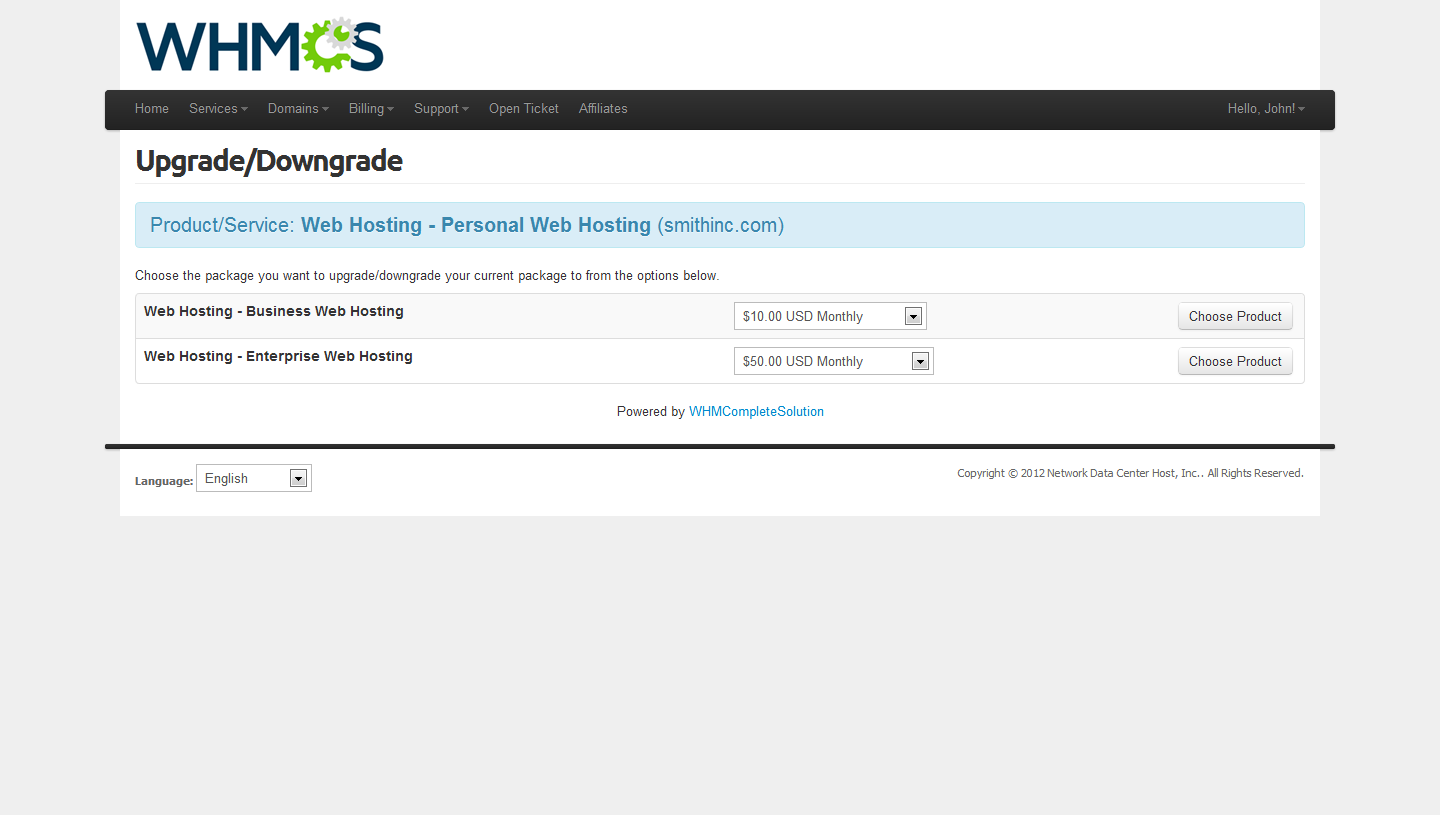 WHMCS
Home Services Domains Billing Support Open Ticket Affiliates Hello, John!
Upgrade/Downgrade
Product/Service: Web Hosting - Personal Web Hosting (smithinc.com)
Choose the package you want to upgrade/downgrade your current package to from the options below.
Web Hosting - Business Web Hosting $10.00 USD Monthly Choose Product
Web Hosting - Enterprise Web Hosting $50.00 USD Monthly Choose Product
Powered by WHMCompleteSolution
Language: English Copyright © 2012 Network Data Center Host, Inc.. All Rights Reserved.